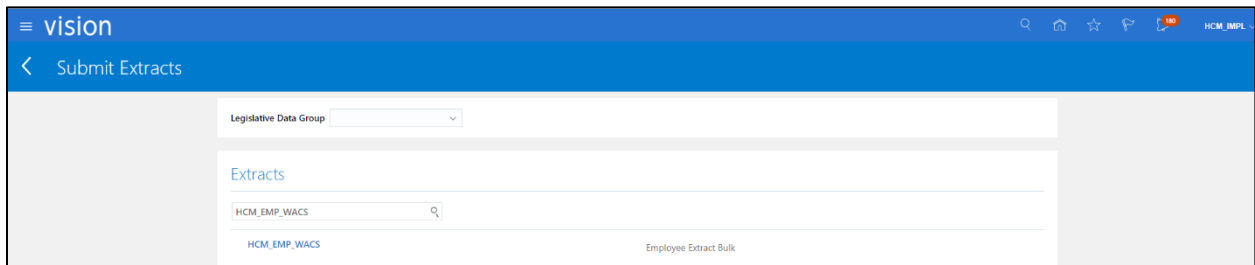 vision
180
HCM_IMPL
Submit Extracts
Legislative Data Group
Extracts
HCM_EMP_WACS
HCM_EMP_WACS Employee Extract Bulk